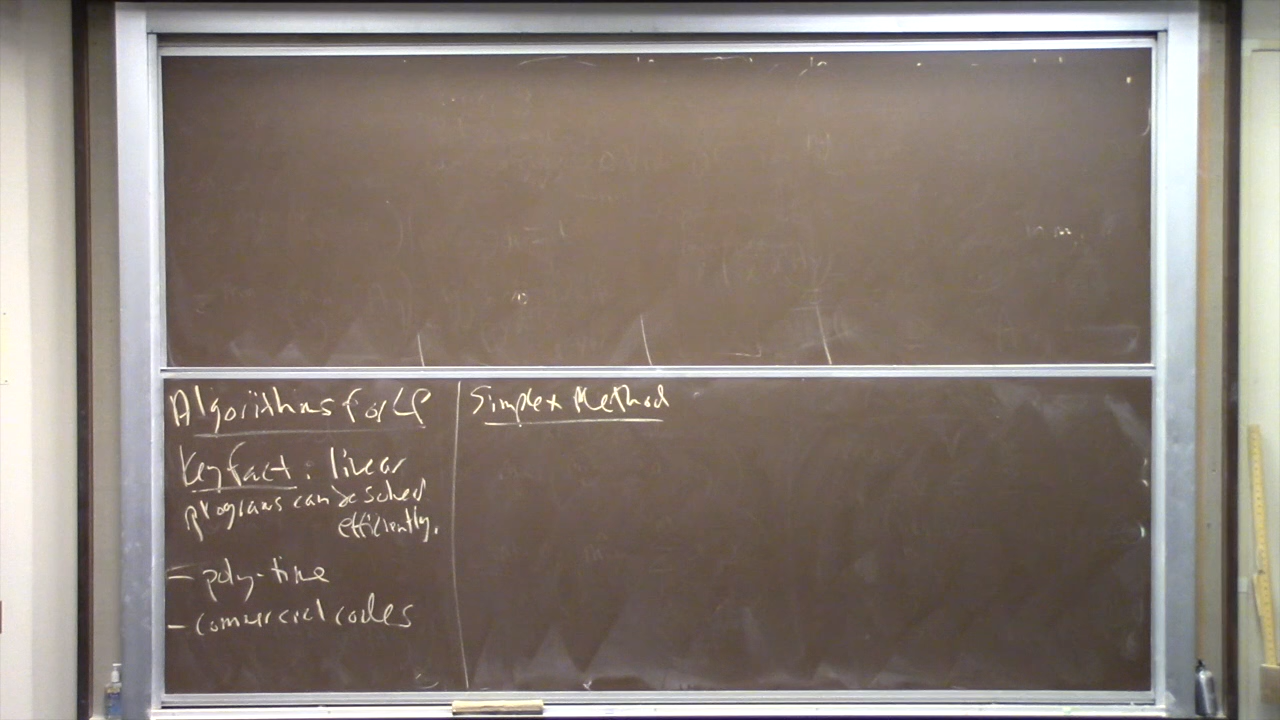 Algorithms for LP
Key fact: linear
programs can be solved
efficiently.
- poly-time
- commercial codes
Simplex Method